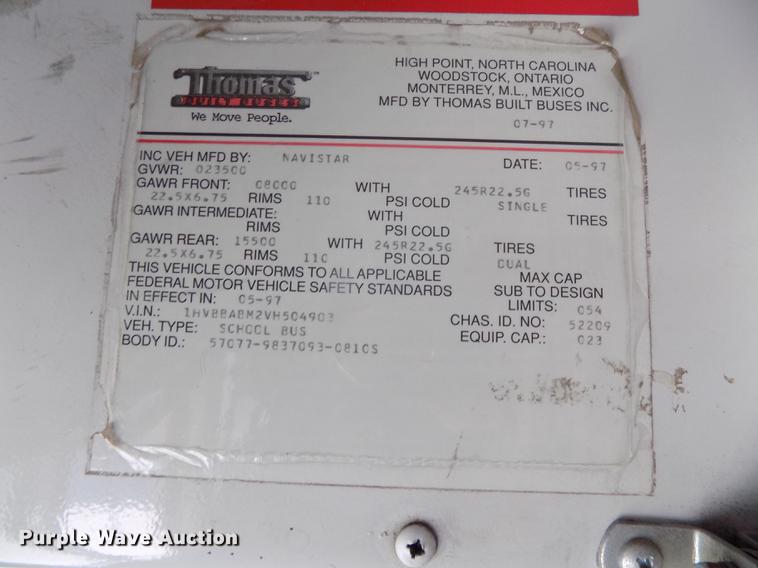 Thomas
BUILT BUSES
We Move People.
HIGH POINT, NORTH CAROLINA
WOODSTOCK, ONTARIO
MONTERREY, M.L., MEXICO
MFD BY THOMAS BUILT BUSES INC.
07-97
INC VEH MFD BY: NAVISTAR DATE: 05-97
GVWR: 023500
GAWR FRONT: 08000 WITH 245R22.5G TIRES
22.5X6.75 RIMS 110 PSI COLD SINGLE
GAWR INTERMEDIATE: WITH TIRES
RIMS PSI COLD
GAWR REAR: 15500 WITH 245R22.5G TIRES
22.5X6.75 RIMS 110 PSI COLD DUAL
THIS VEHICLE CONFORMS TO ALL APPLICABLE MAX CAP
FEDERAL MOTOR VEHICLE SAFETY STANDARDS SUB TO DESIGN
IN EFFECT IN: 05-97 LIMITS: 054
V.I.N.: 1HVBBABM2VH504903 CHAS. ID. NO: 52209
VEH. TYPE: SCHOOL BUS EQUIP. CAP.: 023
BODY ID.: 57077-9837093-0810S
Purple Wave Auction